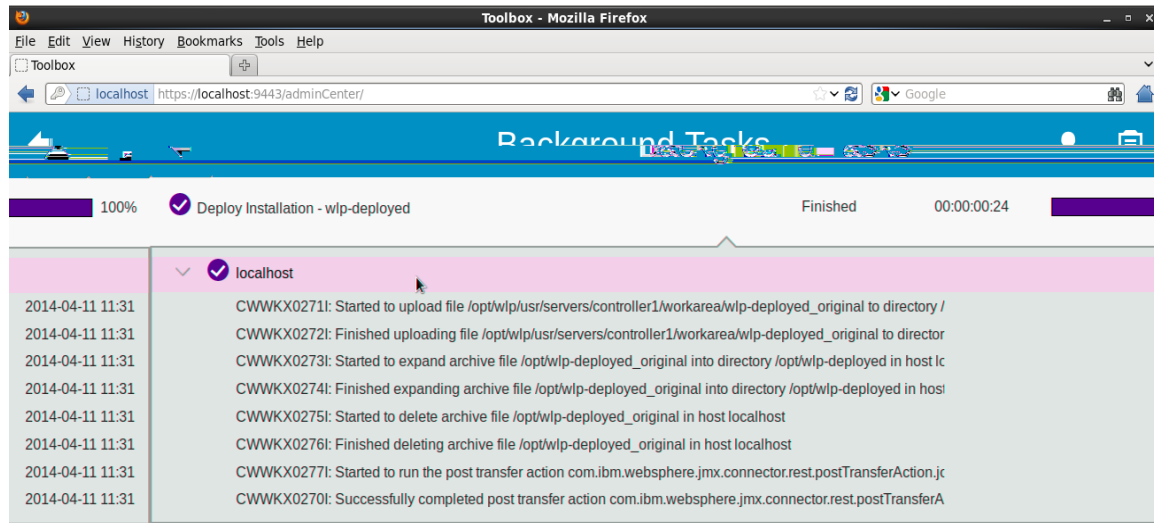 Toolbox - Mozilla Firefox
File Edit View History Bookmarks Tools Help
Toolbox
localhost https://localhost:9443/adminCenter/ Google
Background Tasks
100% Deploy Installation - wlp-deployed Finished 00:00:00:24
localhost
2014-04-11 11:31 CWWKX0271I: Started to upload file /opt/wlp/usr/servers/controller1/workarea/wlp-deployed_original to directory /
2014-04-11 11:31 CWWKX0272I: Finished uploading file /opt/wlp/usr/servers/controller1/workarea/wlp-deployed_original to director
2014-04-11 11:31 CWWKX0273I: Started to expand archive file /opt/wlp-deployed_original into directory /opt/wlp-deployed in host lc
2014-04-11 11:31 CWWKX0274I: Finished expanding archive file /opt/wlp-deployed_original into directory /opt/wlp-deployed in host
2014-04-11 11:31 CWWKX0275I: Started to delete archive file /opt/wlp-deployed_original in host localhost
2014-04-11 11:31 CWWKX0276I: Finished deleting archive file /opt/wlp-deployed_original in host localhost
2014-04-11 11:31 CWWKX0277I: Started to run the post transfer action com.ibm.websphere.jmx.connector.rest.postTransferAction.jc
2014-04-11 11:31 CWWKX0270I: Successfully completed post transfer action com.ibm.websphere.jmx.connector.rest.postTransferA